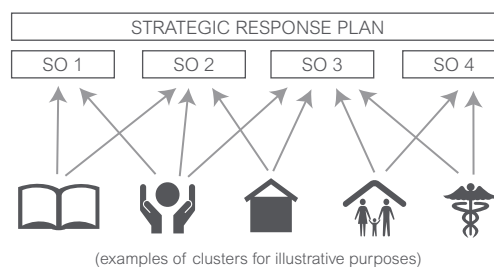 STRATEGIC RESPONSE PLAN
SO 1 SO 2 SO 3 SO 4
(examples of clusters for illustrative purposes)